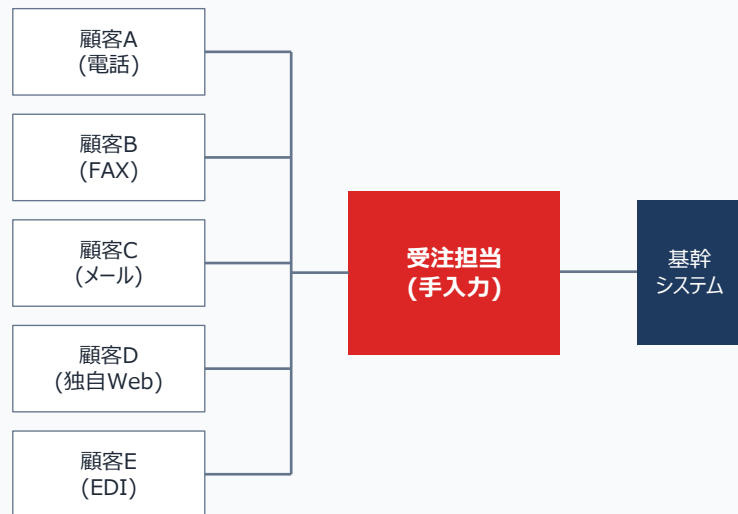 顧客A
(電話)
顧客B
(FAX)
顧客C
(メール)
顧客D
(独自Web)
顧客E
(EDI)
受注担当
(手入力)
基幹
システム